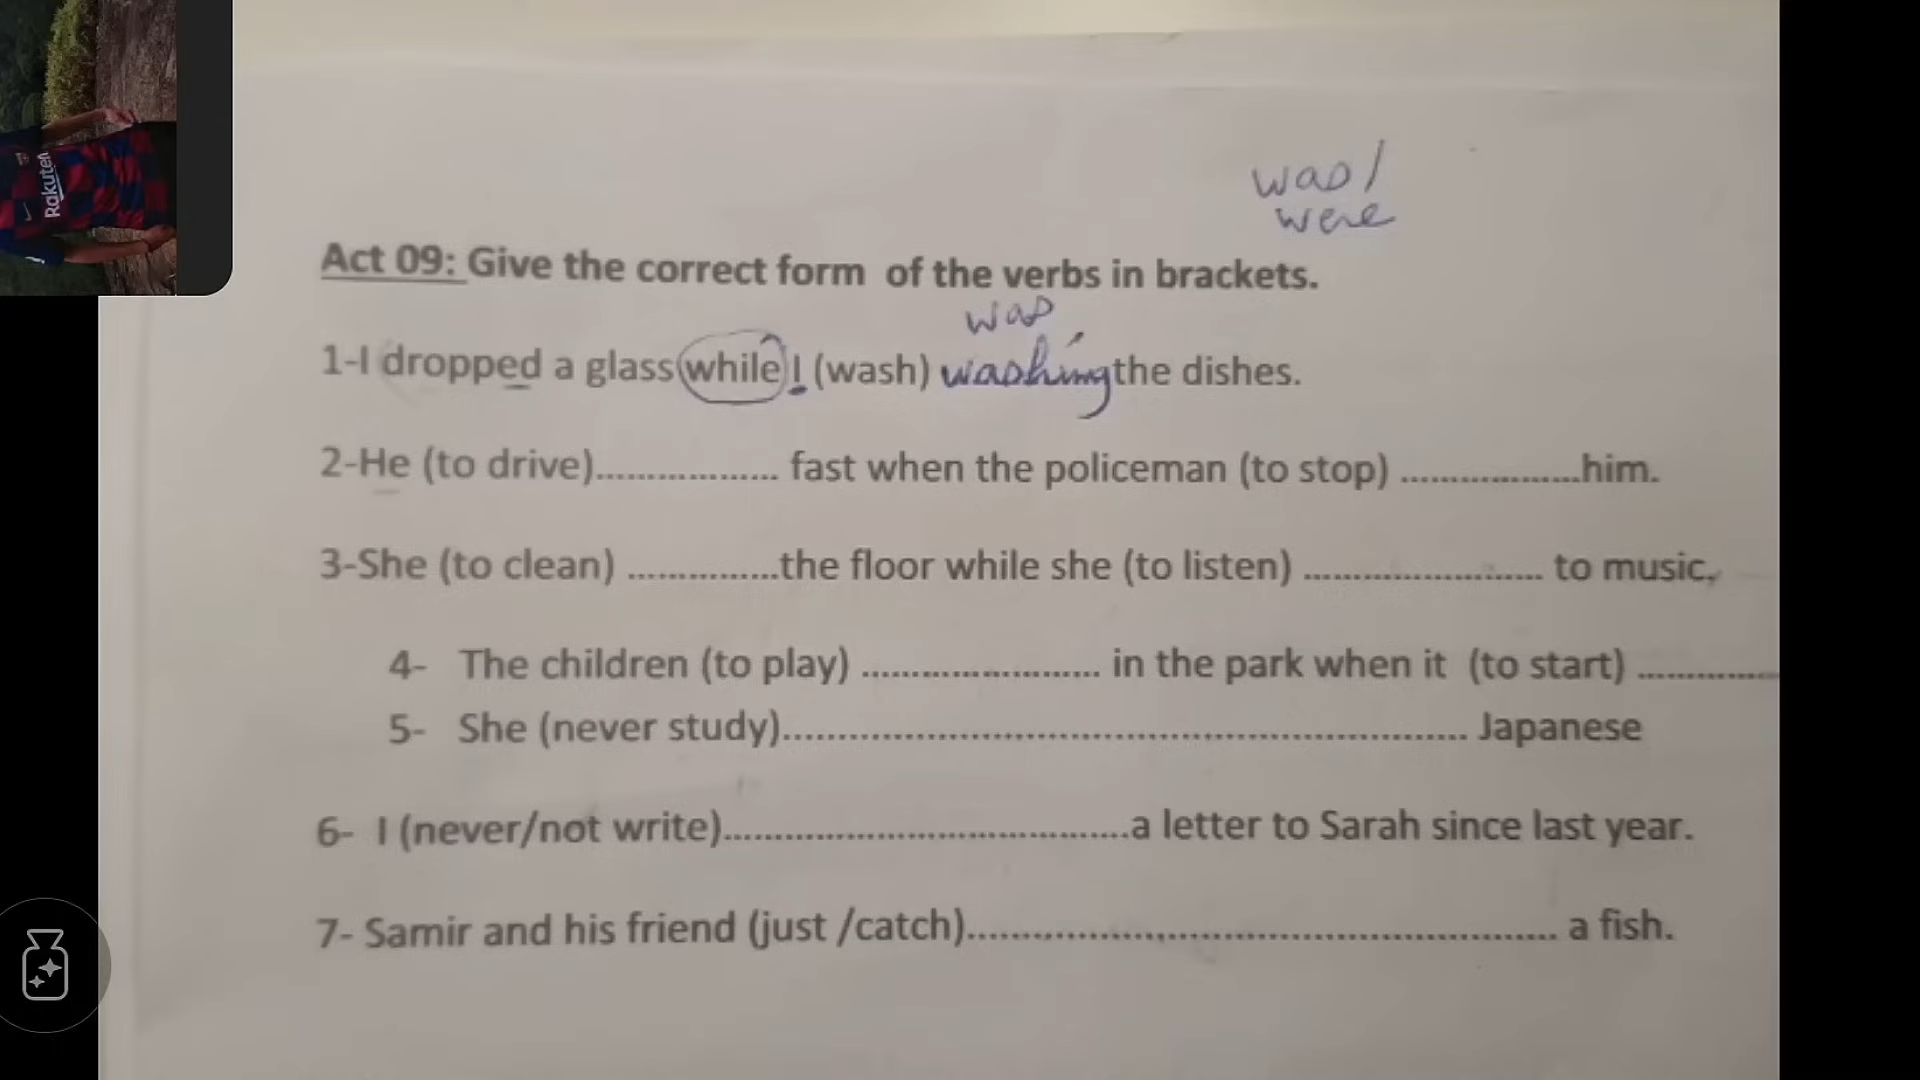 Rakuten
was/
were
Act 09: Give the correct form of the verbs in brackets.
was
1-I dropped a glass while I (wash) washing the dishes.
2-He (to drive)................. fast when the policeman (to stop) .................him.
3-She (to clean) ..............the floor while she (to listen) ....................... to music,
4- The children (to play) ....................... in the park when it (to start) .............
5- She (never study).................................................................. Japanese
6- I (never/not write).......................................a letter to Sarah since last year.
7- Samir and his friend (just /catch)......................................................... a fish.